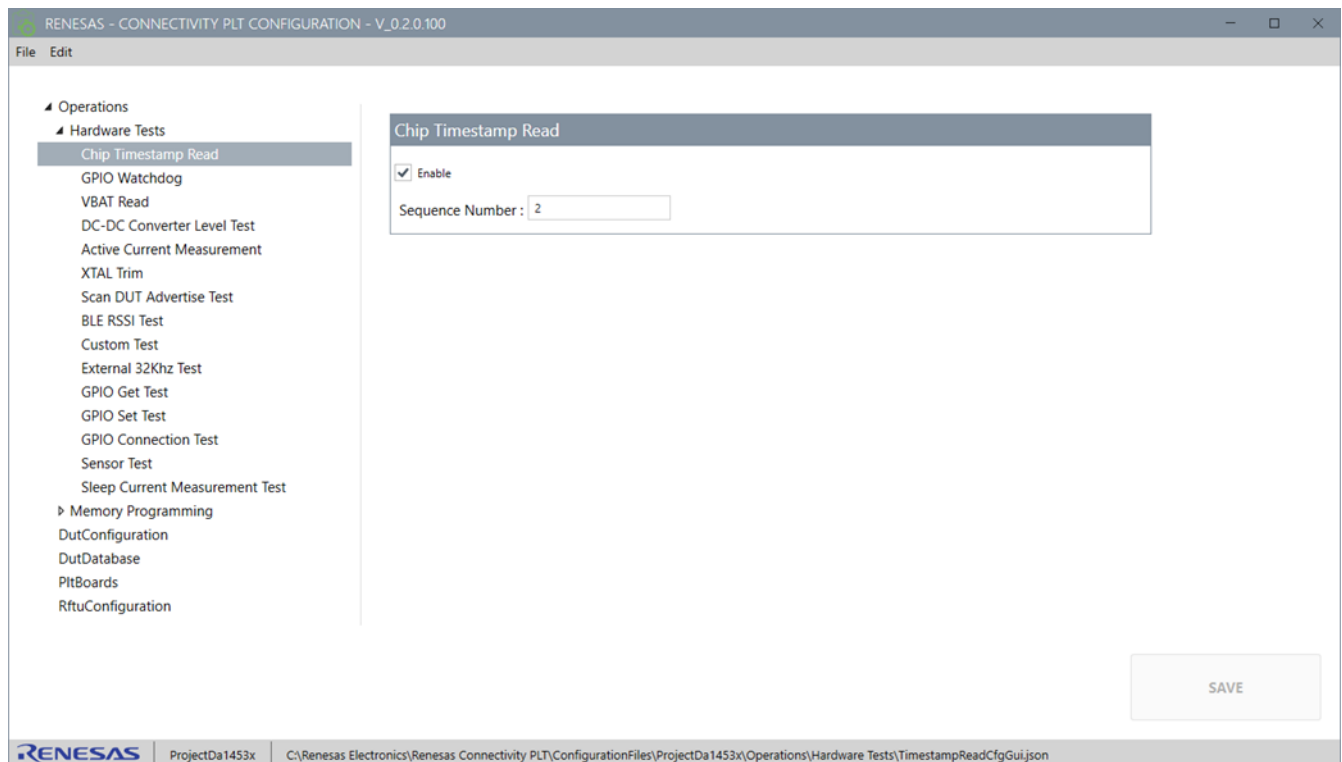 RENESAS - CONNECTIVITY PLT CONFIGURATION - V_0.2.0.100
File Edit
Operations
Hardware Tests
Chip Timestamp Read
GPIO Watchdog
VBAT Read
DC-DC Converter Level Test
Active Current Measurement
XTAL Trim
Scan DUT Advertise Test
BLE RSSI Test
Custom Test
External 32Khz Test
GPIO Get Test
GPIO Set Test
GPIO Connection Test
Sensor Test
Sleep Current Measurement Test
Memory Programming
DutConfiguration
DutDatabase
PltBoards
RftuConfiguration
Chip Timestamp Read
Enable
Sequence Number : 2
SAVE
RENESAS ProjectDa1453x C:\Renesas Electronics\Renesas Connectivity PLT\ConfigurationFiles\ProjectDa1453x\Operations\Hardware Tests\TimestampReadCfgGui.json